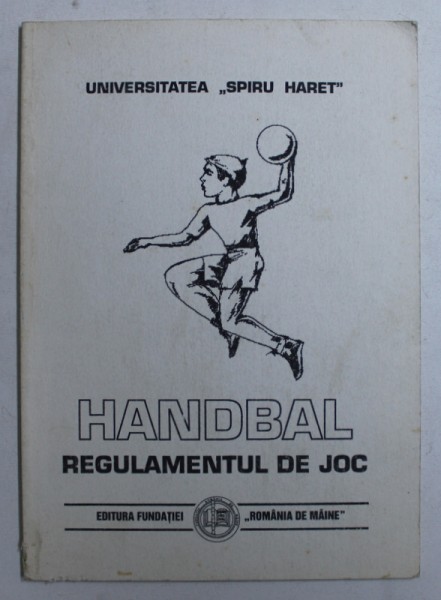 UNIVERSITATEA „SPIRU HARET”
HANDBAL
REGULAMENTUL DE JOC
EDITURA FUNDAȚIEI „ROMÂNIA DE MÂINE”